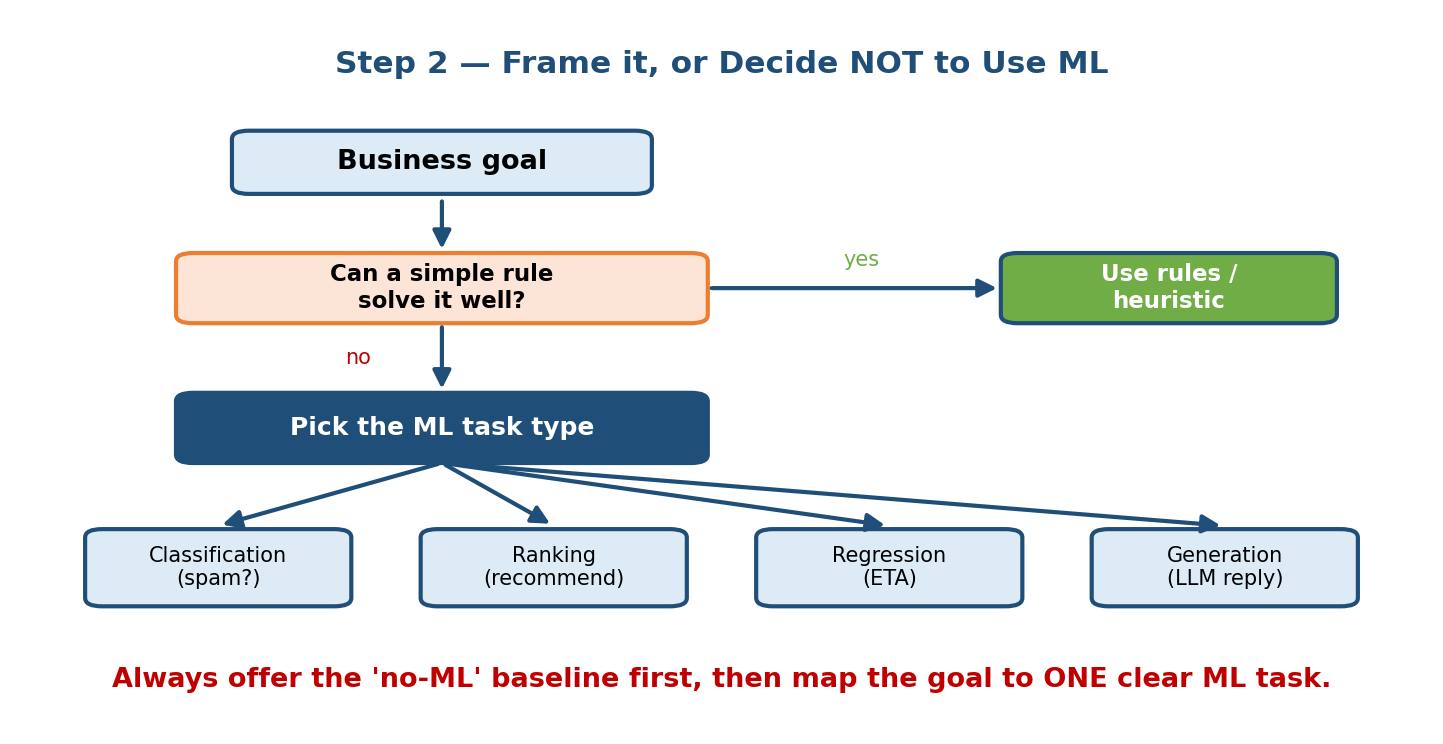 Step 2 — Frame it, or Decide NOT to Use ML
Business goal
Can a simple rule
solve it well?
yes
Use rules /
heuristic
no
Pick the ML task type
Classification
(spam?)
Ranking
(recommend)
Regression
(ETA)
Generation
(LLM reply)
Always offer the 'no-ML' baseline first, then map the goal to ONE clear ML task.